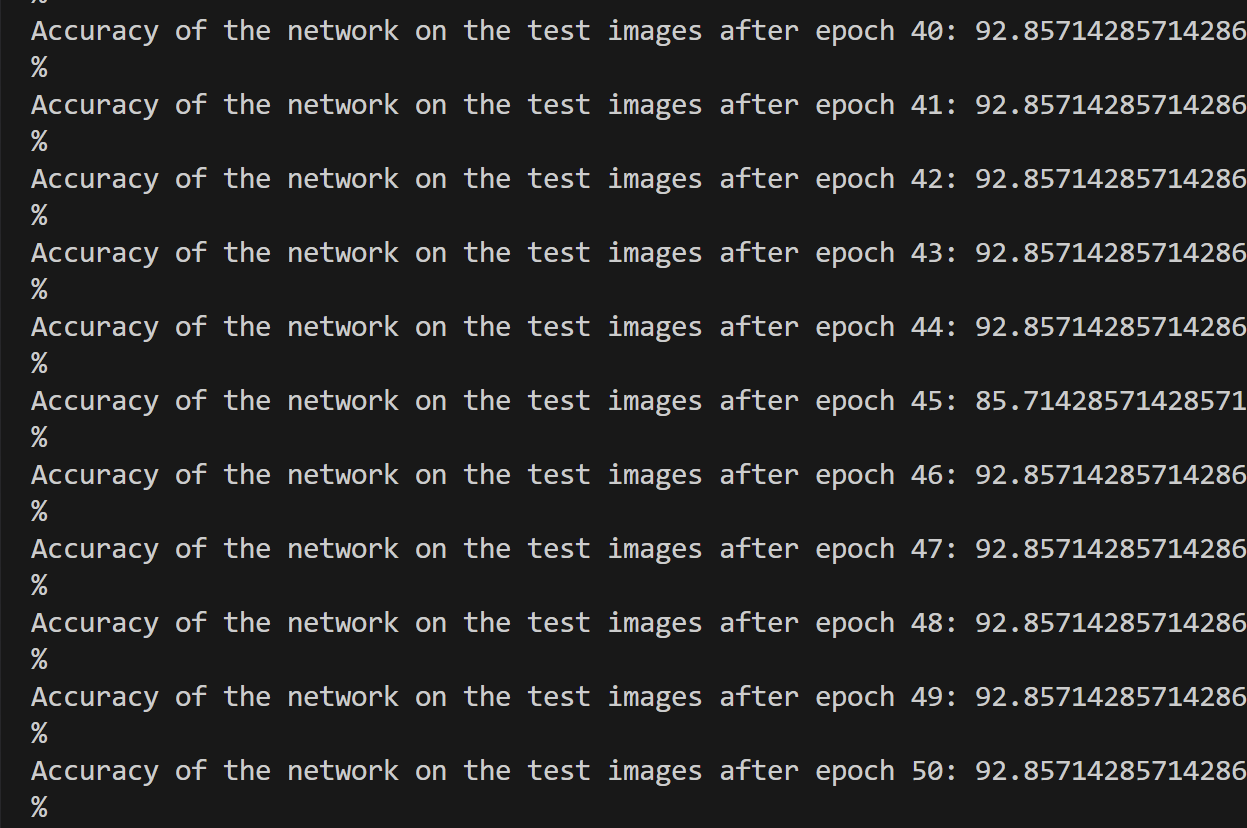 %
Accuracy of the network on the test images after epoch 40: 92.85714285714286
%
Accuracy of the network on the test images after epoch 41: 92.85714285714286
%
Accuracy of the network on the test images after epoch 42: 92.85714285714286
%
Accuracy of the network on the test images after epoch 43: 92.85714285714286
%
Accuracy of the network on the test images after epoch 44: 92.85714285714286
%
Accuracy of the network on the test images after epoch 45: 85.71428571428571
%
Accuracy of the network on the test images after epoch 46: 92.85714285714286
%
Accuracy of the network on the test images after epoch 47: 92.85714285714286
%
Accuracy of the network on the test images after epoch 48: 92.85714285714286
%
Accuracy of the network on the test images after epoch 49: 92.85714285714286
%
Accuracy of the network on the test images after epoch 50: 92.85714285714286
%